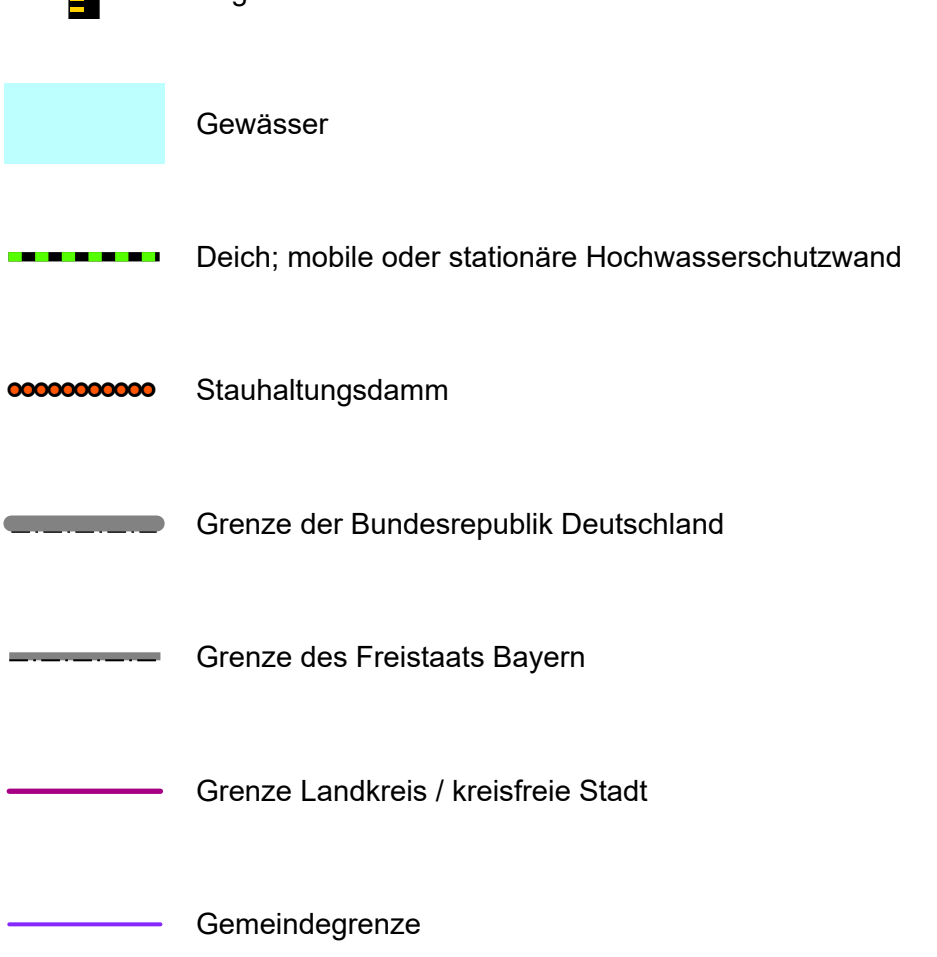 Gewässer
Deich; mobile oder stationäre Hochwasserschutzwand
Stauhaltungsdamm
Grenze der Bundesrepublik Deutschland
Grenze des Freistaats Bayern
Grenze Landkreis / kreisfreie Stadt
Gemeindegrenze